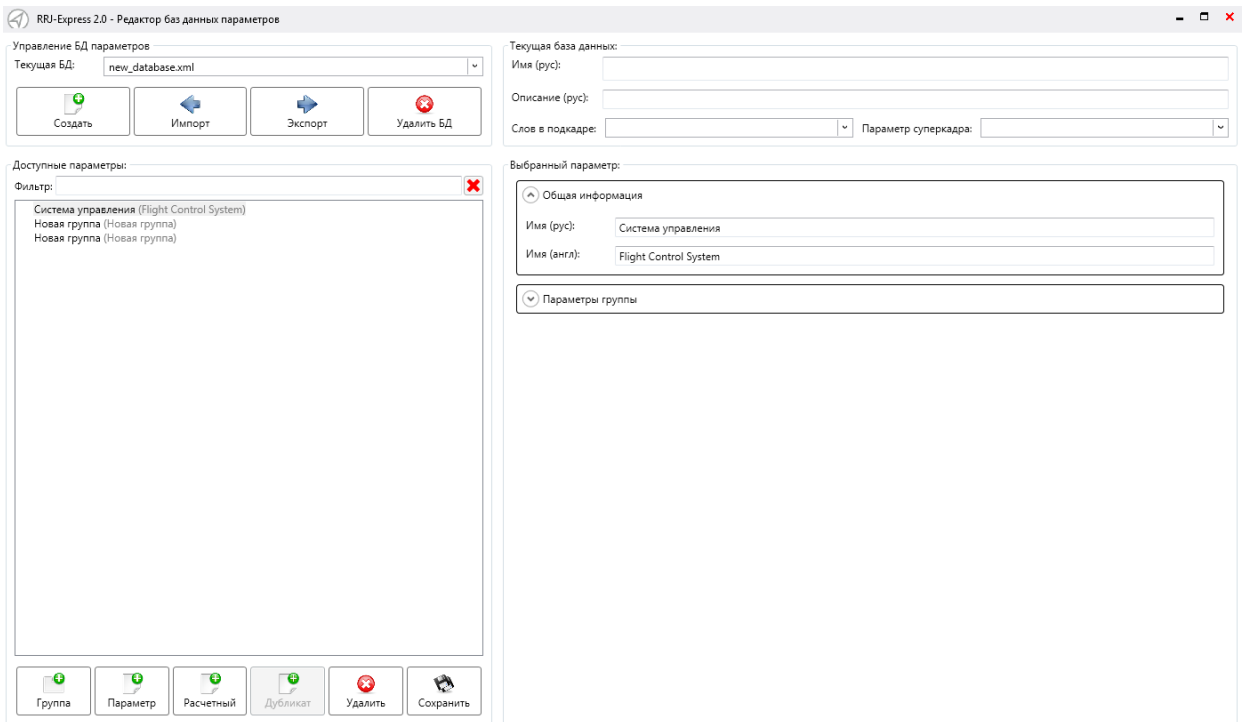 RRJ-Express 2.0 - Редактор баз данных параметров
Управление БД параметров
Текущая БД: new_database.xml
Создать Импорт Экспорт Удалить БД
Текущая база данных:
Имя (рус):
Описание (рус):
Слов в подкадре: Параметр суперкадра:
Доступные параметры:
Фильтр:
Система управления (Flight Control System)
Новая группа (Новая группа)
Новая группа (Новая группа)
Группа Параметр Расчетный Дубликат Удалить Сохранить
Выбранный параметр:
Общая информация
Имя (рус): Система управления
Имя (англ): Flight Control System
Параметры группы